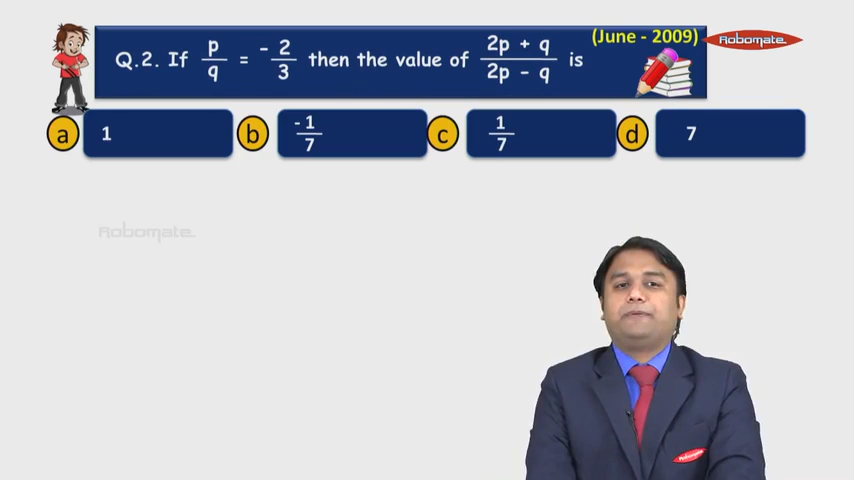 (June - 2009)
Robomate
Q.2. If p/q = -2/3 then the value of (2p + q)/(2p - q) is
a 1 b -1/7 c 1/7 d 7
Robomate
Robomate